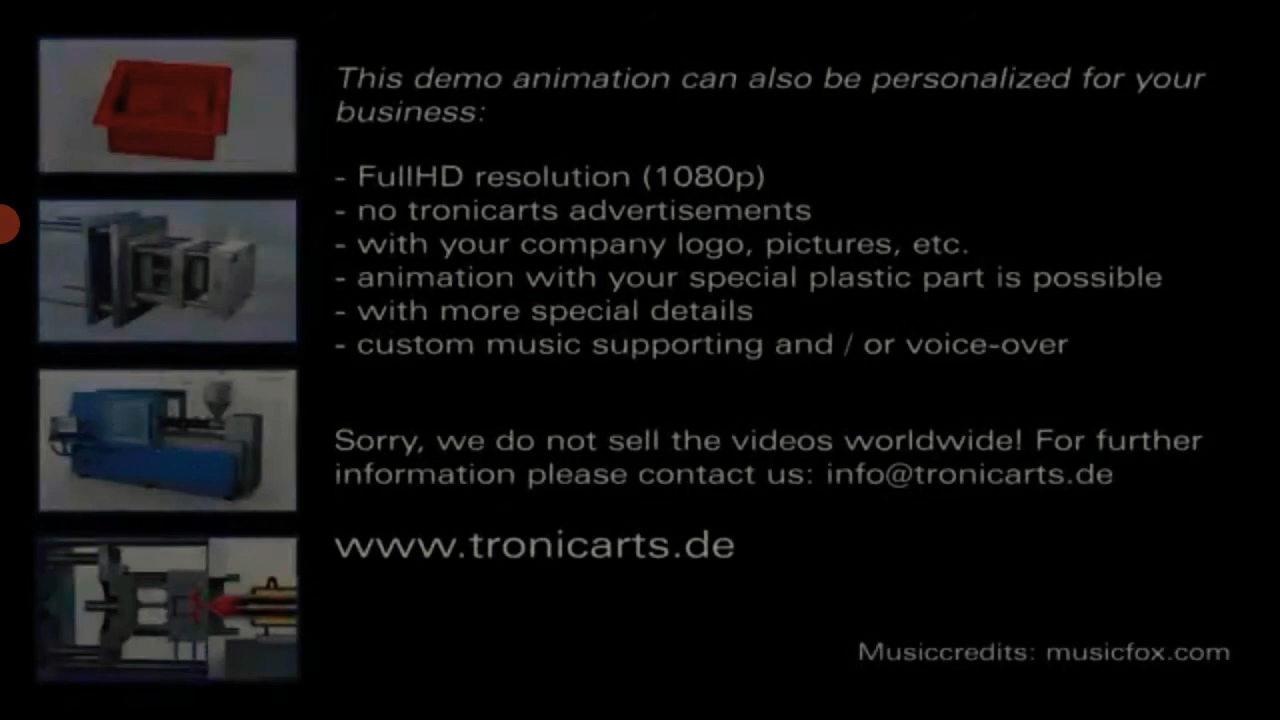 This demo animation can also be personalized for your
business:
- FullHD resolution (1080p)
- no tronicarts advertisements
- with your company logo, pictures, etc.
- animation with your special plastic part is possible
- with more special details
- custom music supporting and / or voice-over
Sorry, we do not sell the videos worldwide! For further
information please contact us: info@tronicarts.de
www.tronicarts.de
Musiccredits: musicfox.com